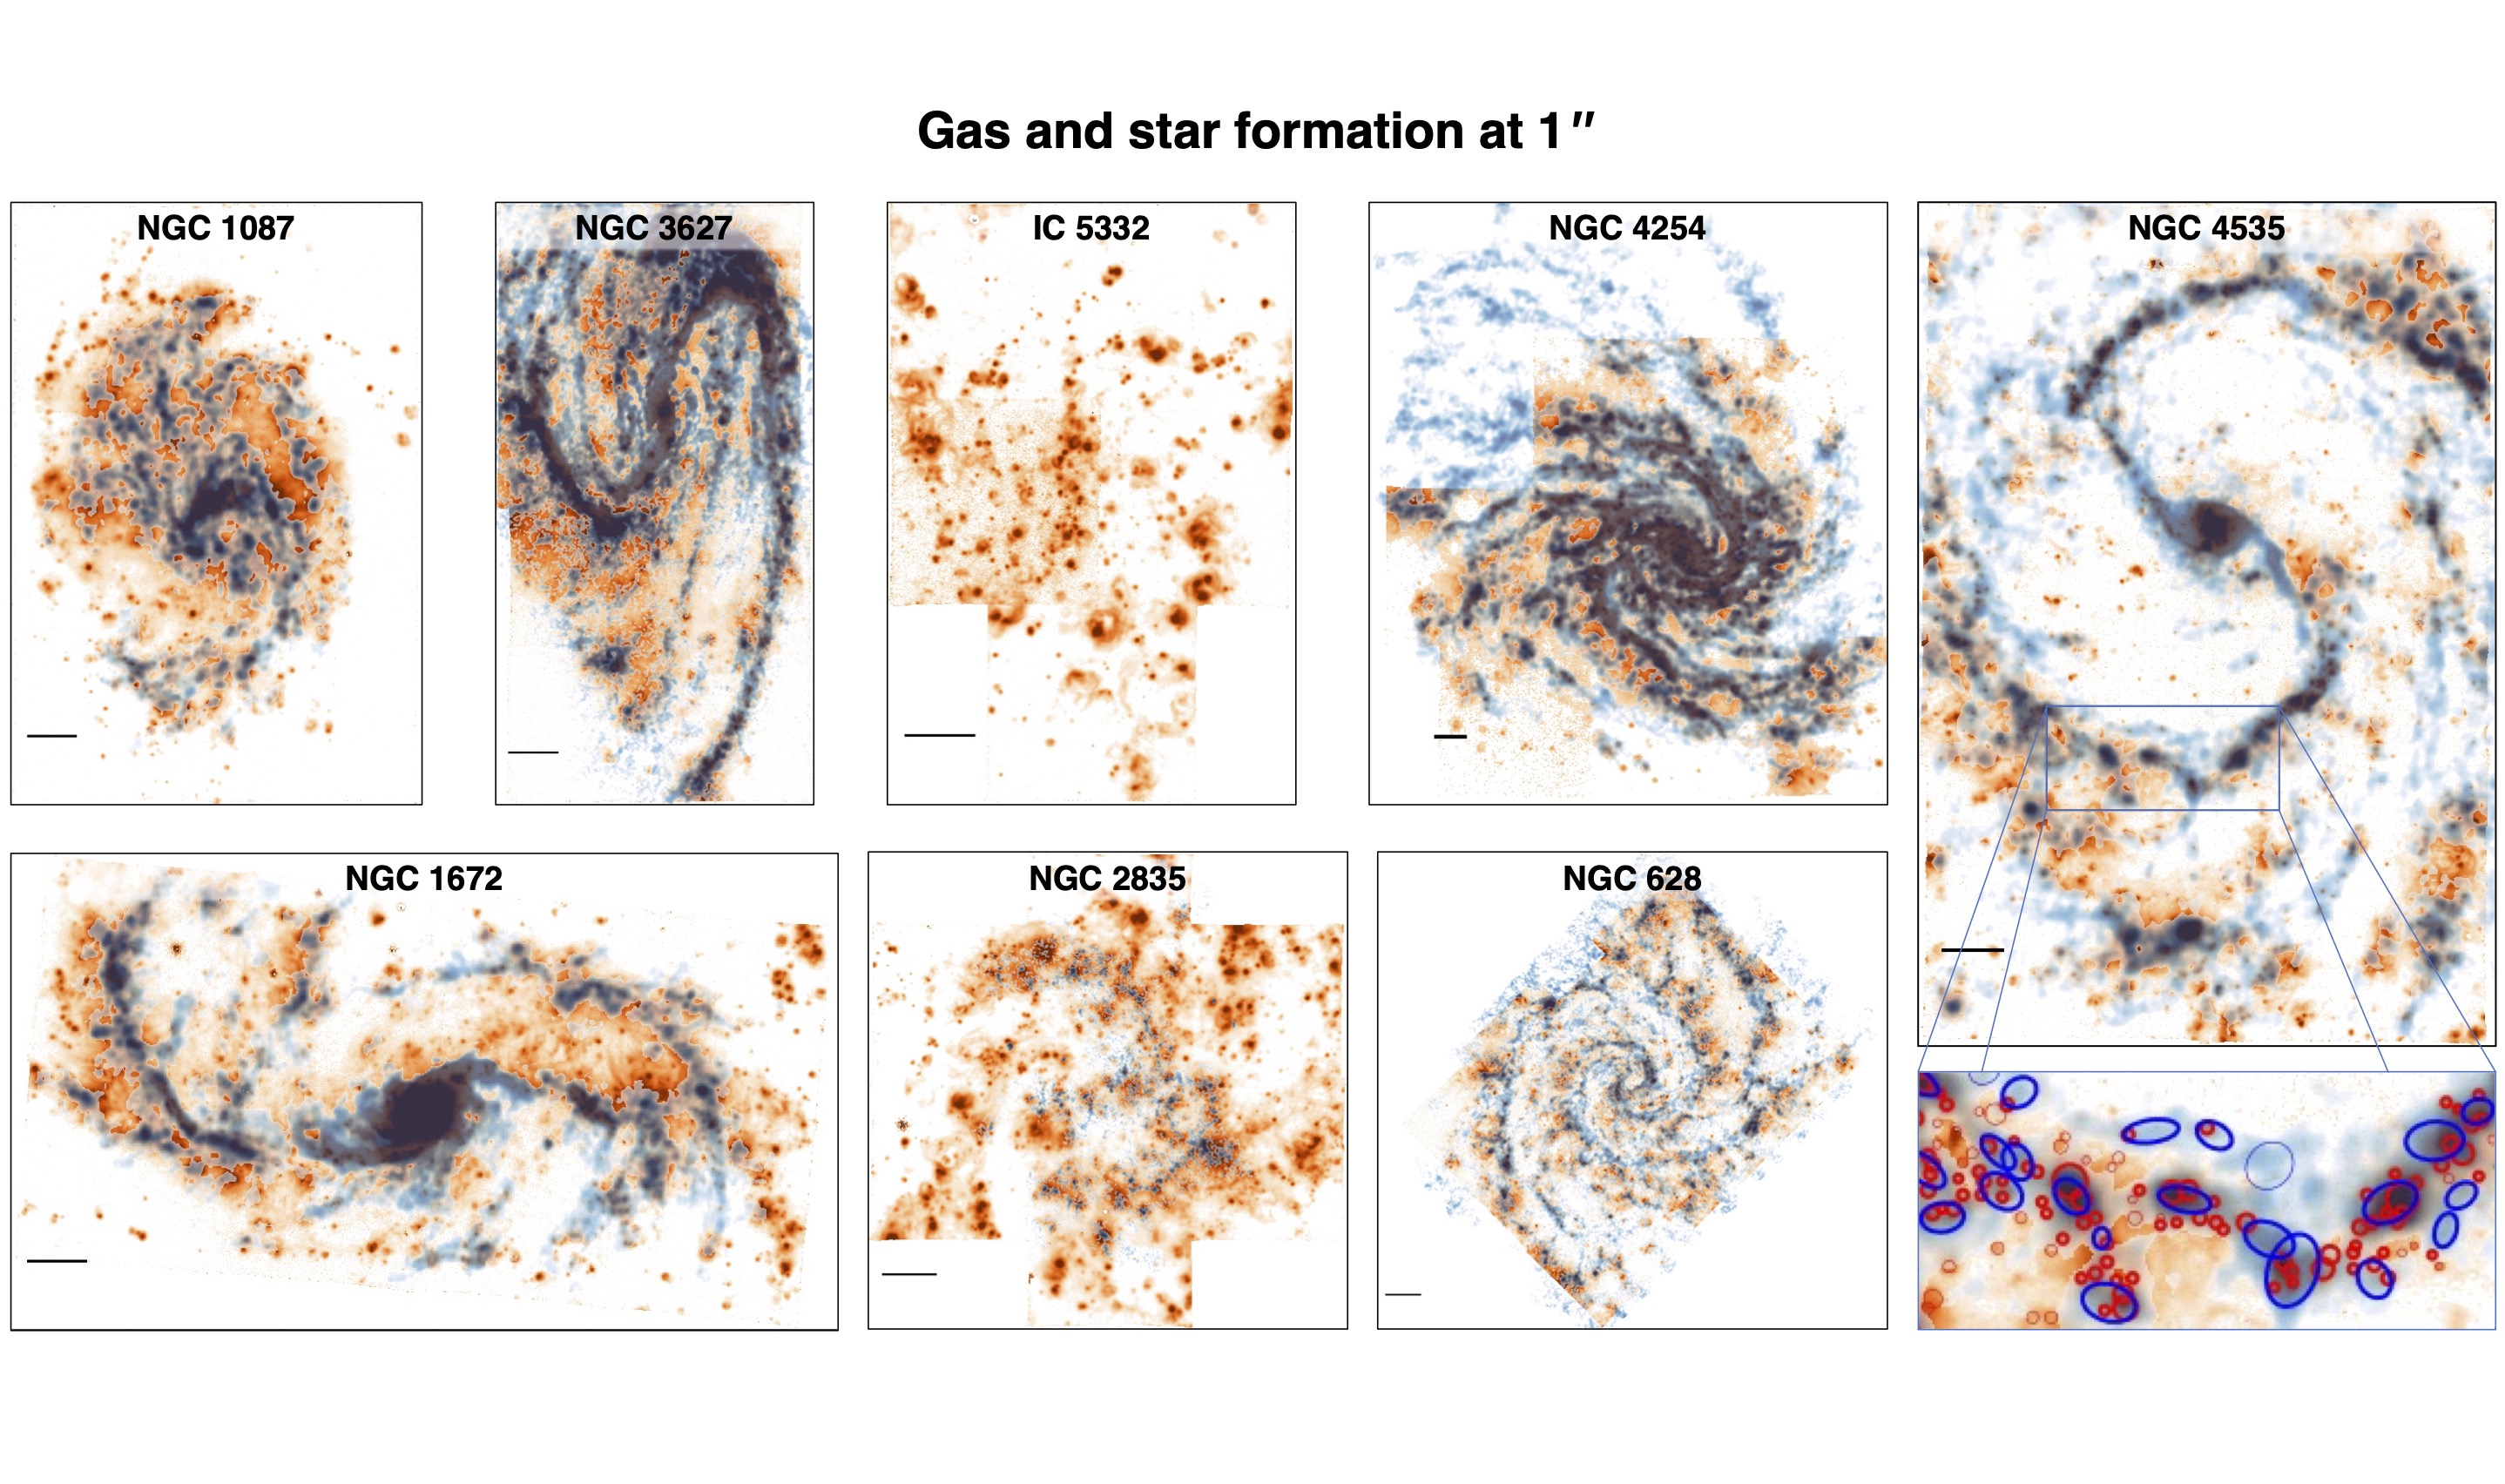 Gas and star formation at 1″
NGC 1087
NGC 3627
IC 5332
NGC 4254
NGC 4535
NGC 1672
NGC 2835
NGC 628